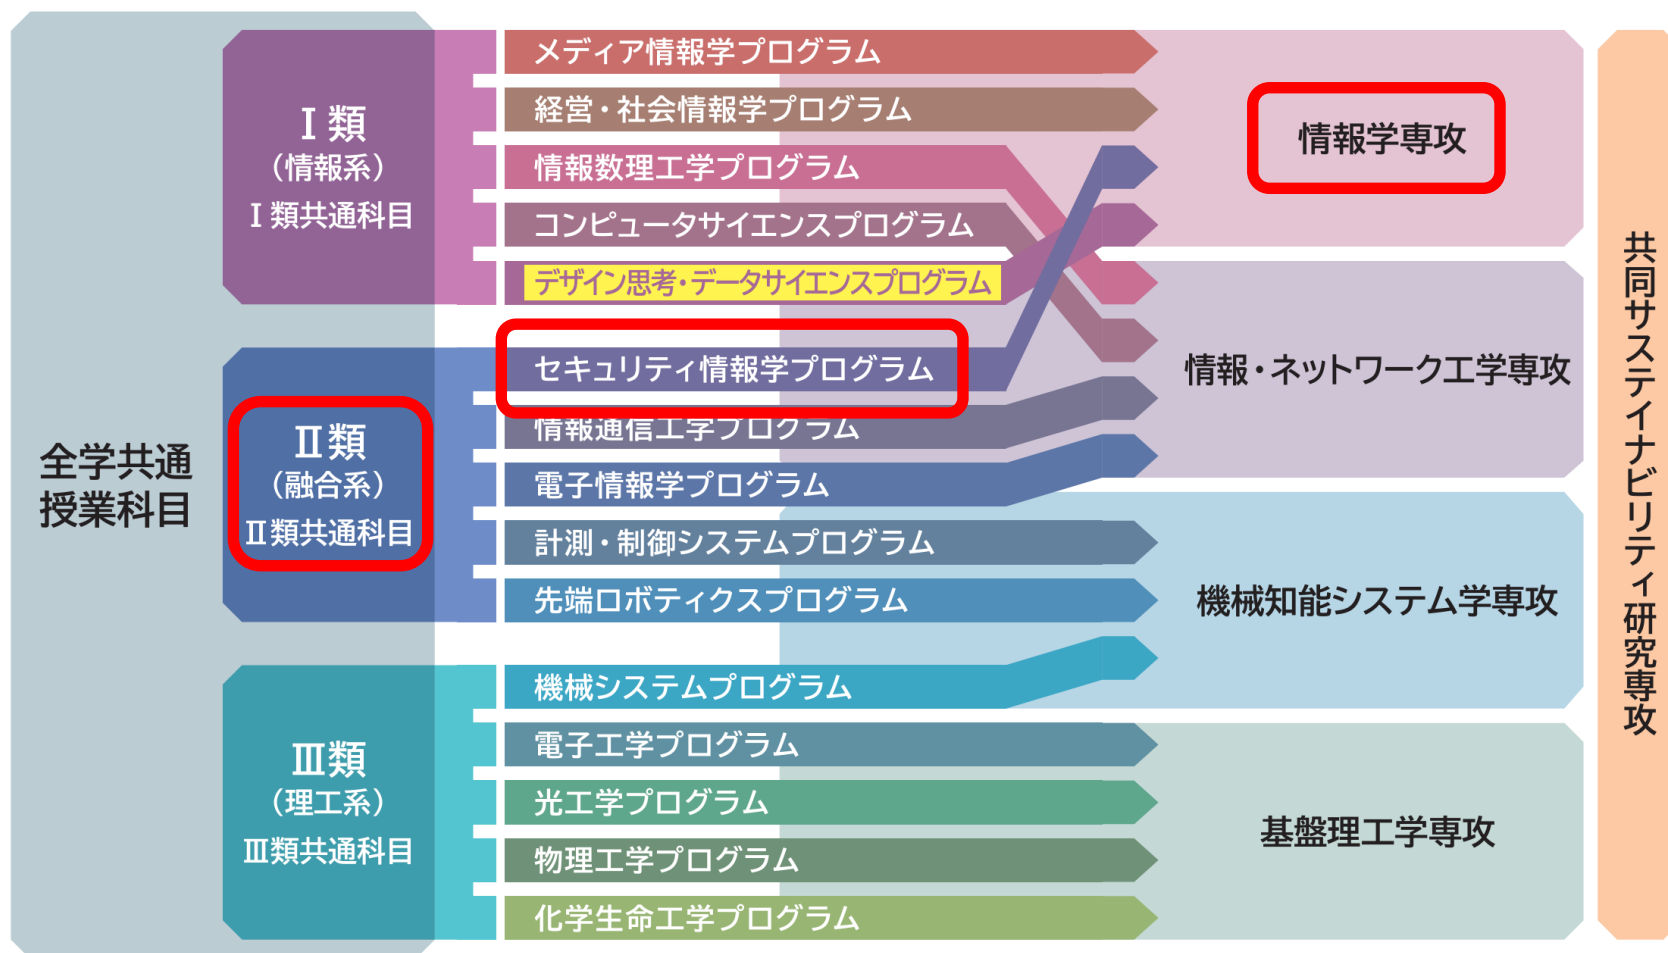 全学共通
授業科目
Ⅰ類
（情報系）
Ⅰ類共通科目
メディア情報学プログラム
経営・社会情報学プログラム
情報数理工学プログラム
コンピュータサイエンスプログラム
デザイン思考・データサイエンスプログラム
Ⅱ類
（融合系）
Ⅱ類共通科目
セキュリティ情報学プログラム
情報通信工学プログラム
電子情報学プログラム
計測・制御システムプログラム
先端ロボティクスプログラム
Ⅲ類
（理工系）
Ⅲ類共通科目
機械システムプログラム
電子工学プログラム
光工学プログラム
物理工学プログラム
化学生命工学プログラム
情報学専攻
情報・ネットワーク工学専攻
機械知能システム学専攻
基盤理工学専攻
共同サステイナビリティ研究専攻